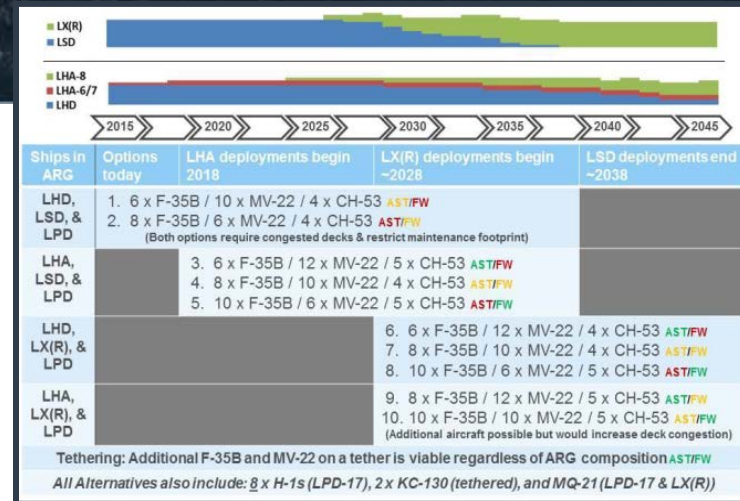 LX(R)
LSD
LHA-8
LHA-6/7
LHD
2015 2020 2025 2030 2035 2040 2045
Ships in ARG
Options today
LHA deployments begin 2018
LX(R) deployments begin ~2028
LSD deployments end ~2038
LHD, LSD, & LPD
1. 6 x F-35B / 10 x MV-22 / 4 x CH-53 AST/FW
2. 8 x F-35B / 6 x MV-22 / 4 x CH-53 AST/FW
(Both options require congested decks & restrict maintenance footprint)
LHA, LSD, & LPD
3. 6 x F-35B / 12 x MV-22 / 5 x CH-53 AST/FW
4. 8 x F-35B / 10 x MV-22 / 4 x CH-53 AST/FW
5. 10 x F-35B / 6 x MV-22 / 5 x CH-53 AST/FW
LHD, LX(R), & LPD
6. 6 x F-35B / 12 x MV-22 / 4 x CH-53 AST/FW
7. 8 x F-35B / 10 x MV-22 / 4 x CH-53 AST/FW
8. 10 x F-35B / 6 x MV-22 / 5 x CH-53 AST/FW
LHA, LX(R), & LPD
9. 8 x F-35B / 12 x MV-22 / 5 x CH-53 AST/FW
10. 10 x F-35B / 10 x MV-22 / 5 x CH-53 AST/FW
(Additional aircraft possible but would increase deck congestion)
Tethering: Additional F-35B and MV-22 on a tether is viable regardless of ARG composition AST/FW
All Alternatives also include: 8 x H-1s (LPD-17), 2 x KC-130 (tethered), and MQ-21 (LPD-17 & LX(R))